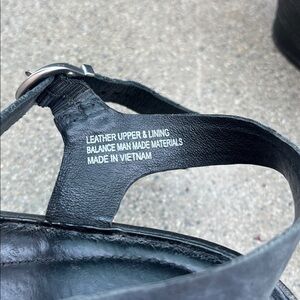 LEATHER UPPER & LINING
BALANCE MAN MADE MATERIALS
MADE IN VIETNAM